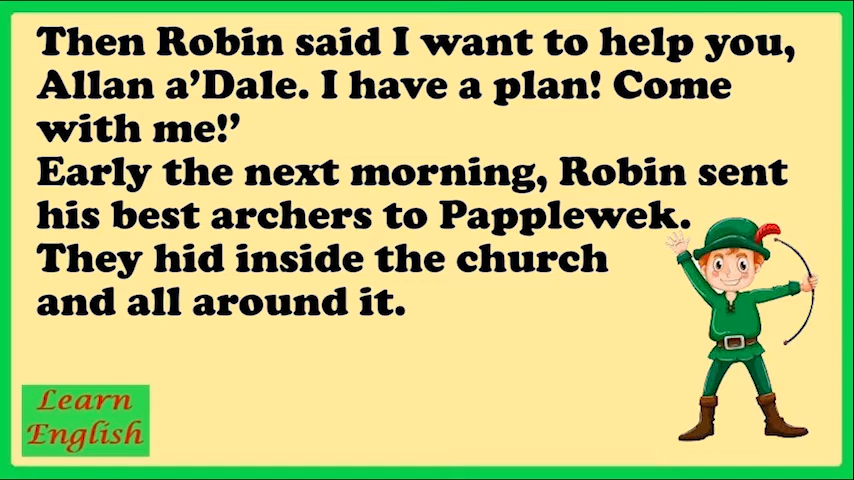 Then Robin said I want to help you,
Allan a’Dale. I have a plan! Come
with me!’
Early the next morning, Robin sent
his best archers to Papplewek.
They hid inside the church
and all around it.
Learn
English